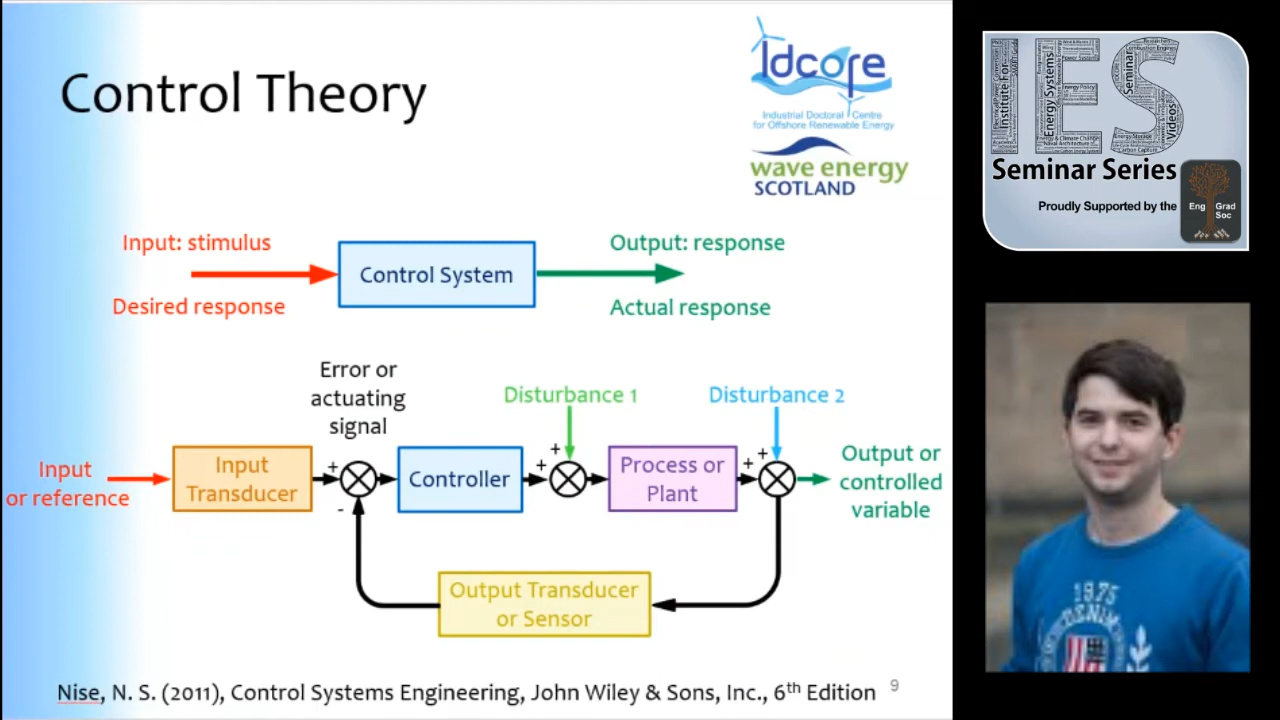 Control Theory
Idcore
Industrial Doctoral Centre
for Offshore Renewable Energy
wave energy
SCOTLAND
Input: stimulus
Desired response
Control System
Output: response
Actual response
Error or
actuating
signal
Disturbance 1
Disturbance 2
Input
or reference
Input
Transducer
+
-
Controller
+
+
Process or
Plant
+
+
Output or
controlled
variable
Output Transducer
or Sensor
Nise, N. S. (2011), Control Systems Engineering, John Wiley & Sons, Inc., 6th Edition
9
IES
Seminar Series
Proudly Supported by the
Eng Grad
Soc
1975
DENIM